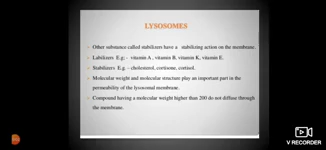 LYSOSOMES
Other substance called stabilizers have a stabilizing action on the membrane.
Labilizers E.g; - vitamin A , vitamin B, vitamin K, vitamin E.
Stabilizers E.g. - cholesterol, cortisone, cortisol.
Molecular weight and molecular structure play an important part in the
permeability of the lysosomal membrane.
Compound having a molecular weight higher than 200 do not diffuse through
the membrane.
V RECORDER